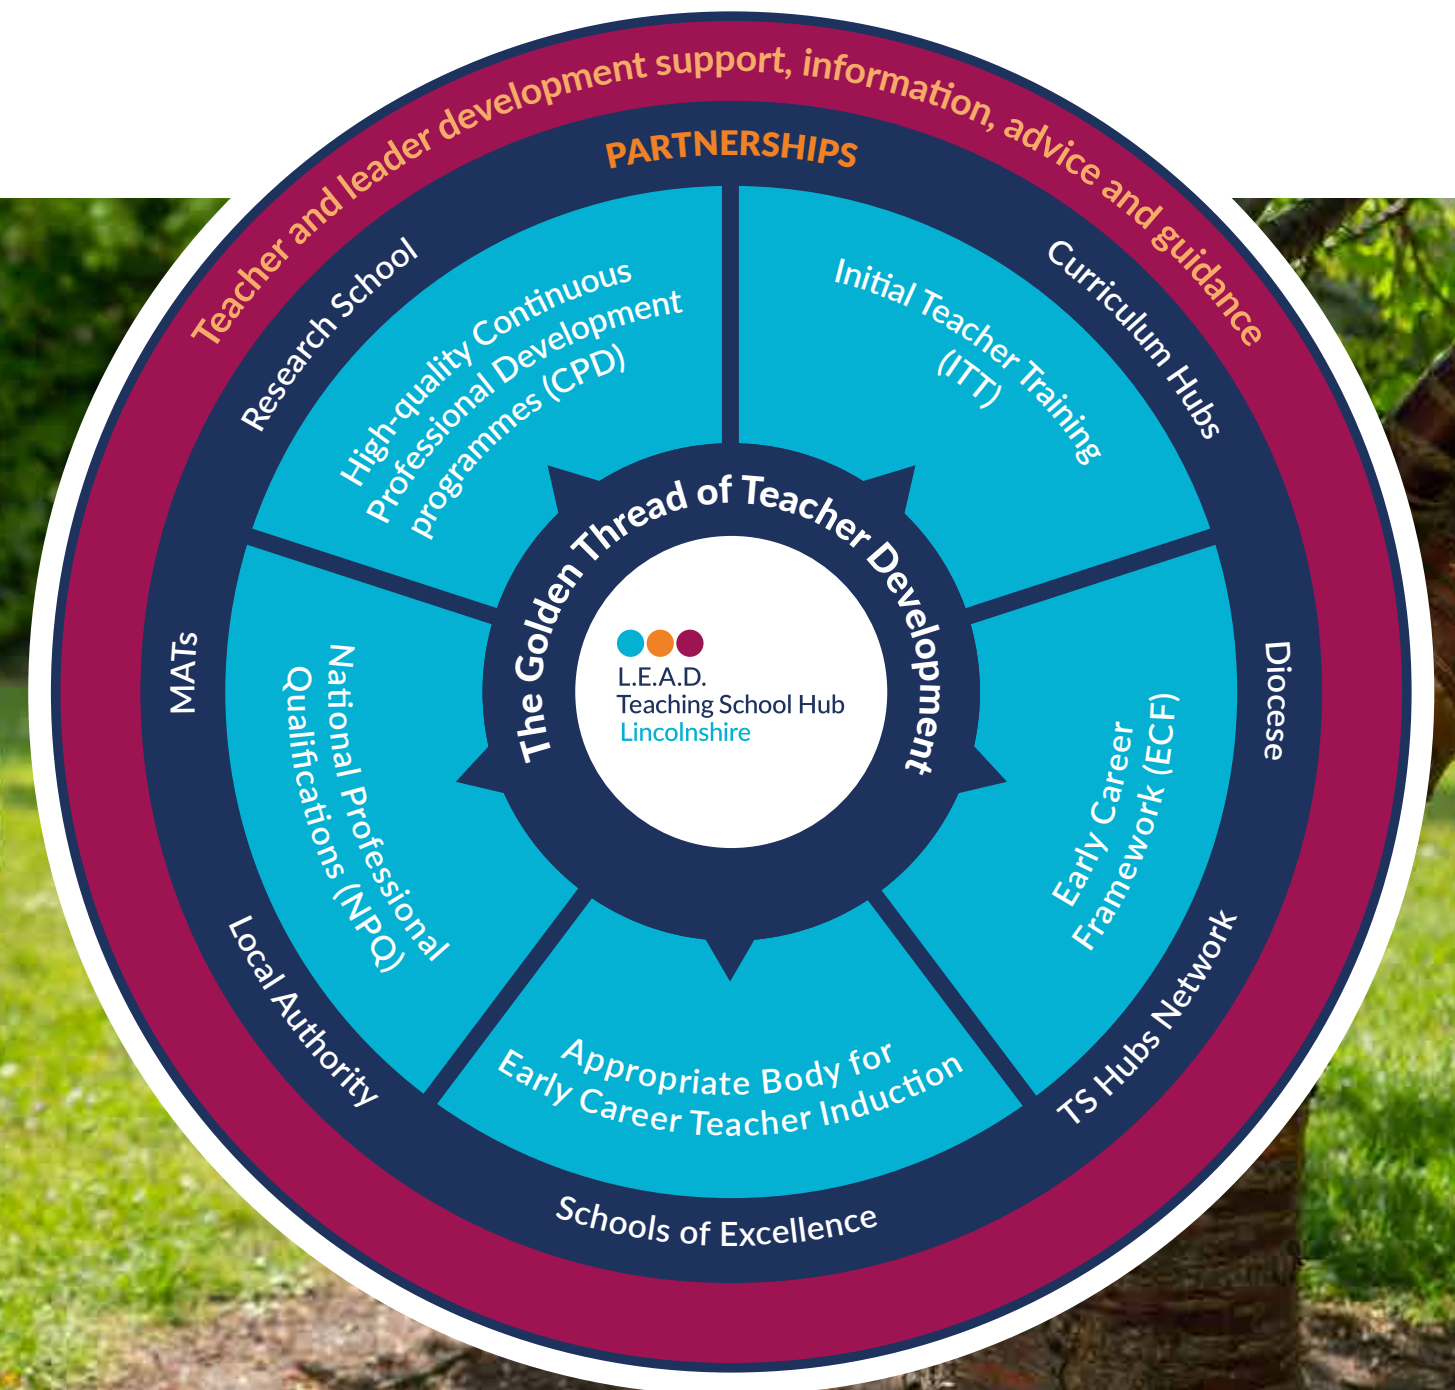 Teacher and leader development support, information, advice and guidance
PARTNERSHIPS
Research School
Curriculum Hubs
Diocese
TS Hubs Network
Schools of Excellence
Local Authority
MATs
High-quality Continuous
Professional Development
programmes (CPD)
Initial Teacher Training
(ITT)
Early Career
Framework (ECF)
Appropriate Body for
Early Career Teacher Induction
National Professional
Qualifications (NPQ)
The Golden Thread of Teacher Development
L.E.A.D.
Teaching School Hub
Lincolnshire